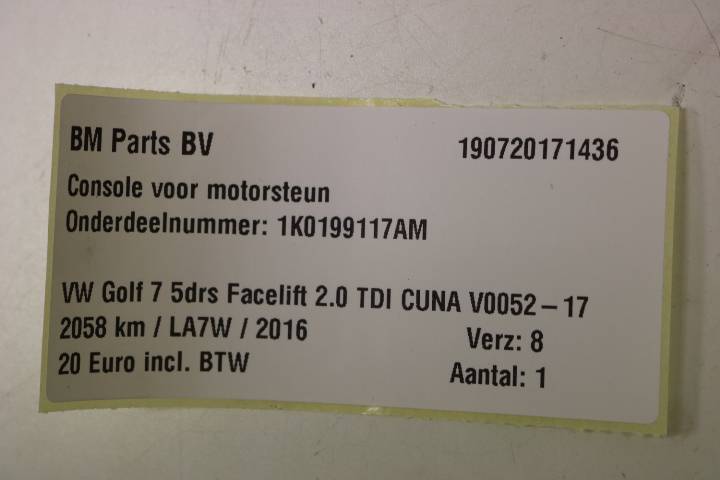 BM Parts BV 190720171436
Console voor motorsteun
Onderdeelnummer: 1K0199117AM
VW Golf 7 5drs Facelift 2.0 TDI CUNA V0052 – 17
2058 km / LA7W / 2016 Verz: 8
20 Euro incl. BTW Aantal: 1